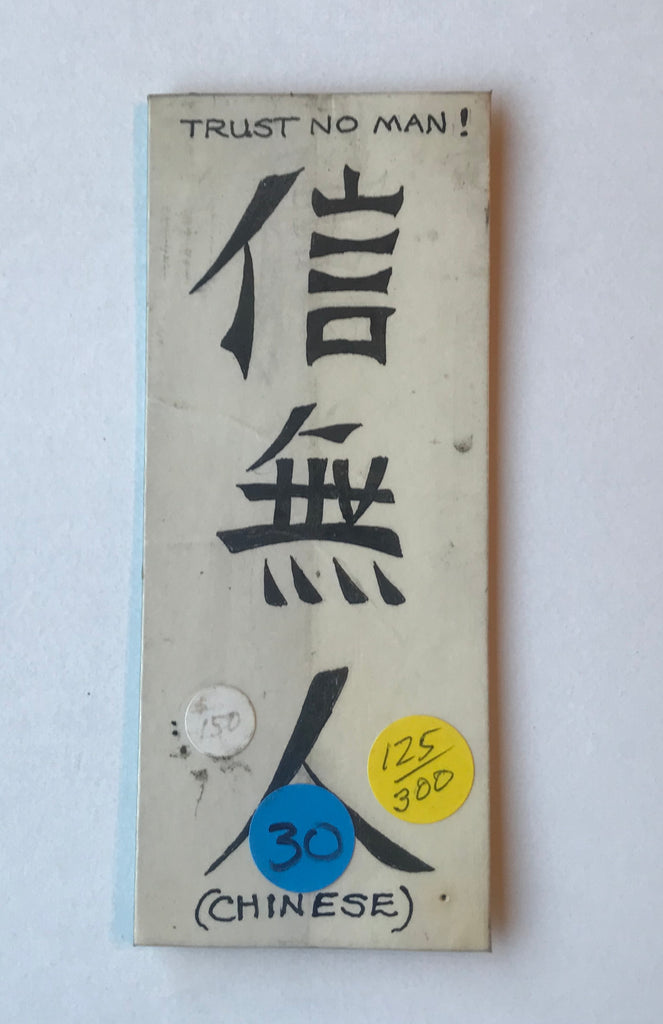 TRUST NO MAN!
信
無
人
$150
125/300
30
(CHINESE)